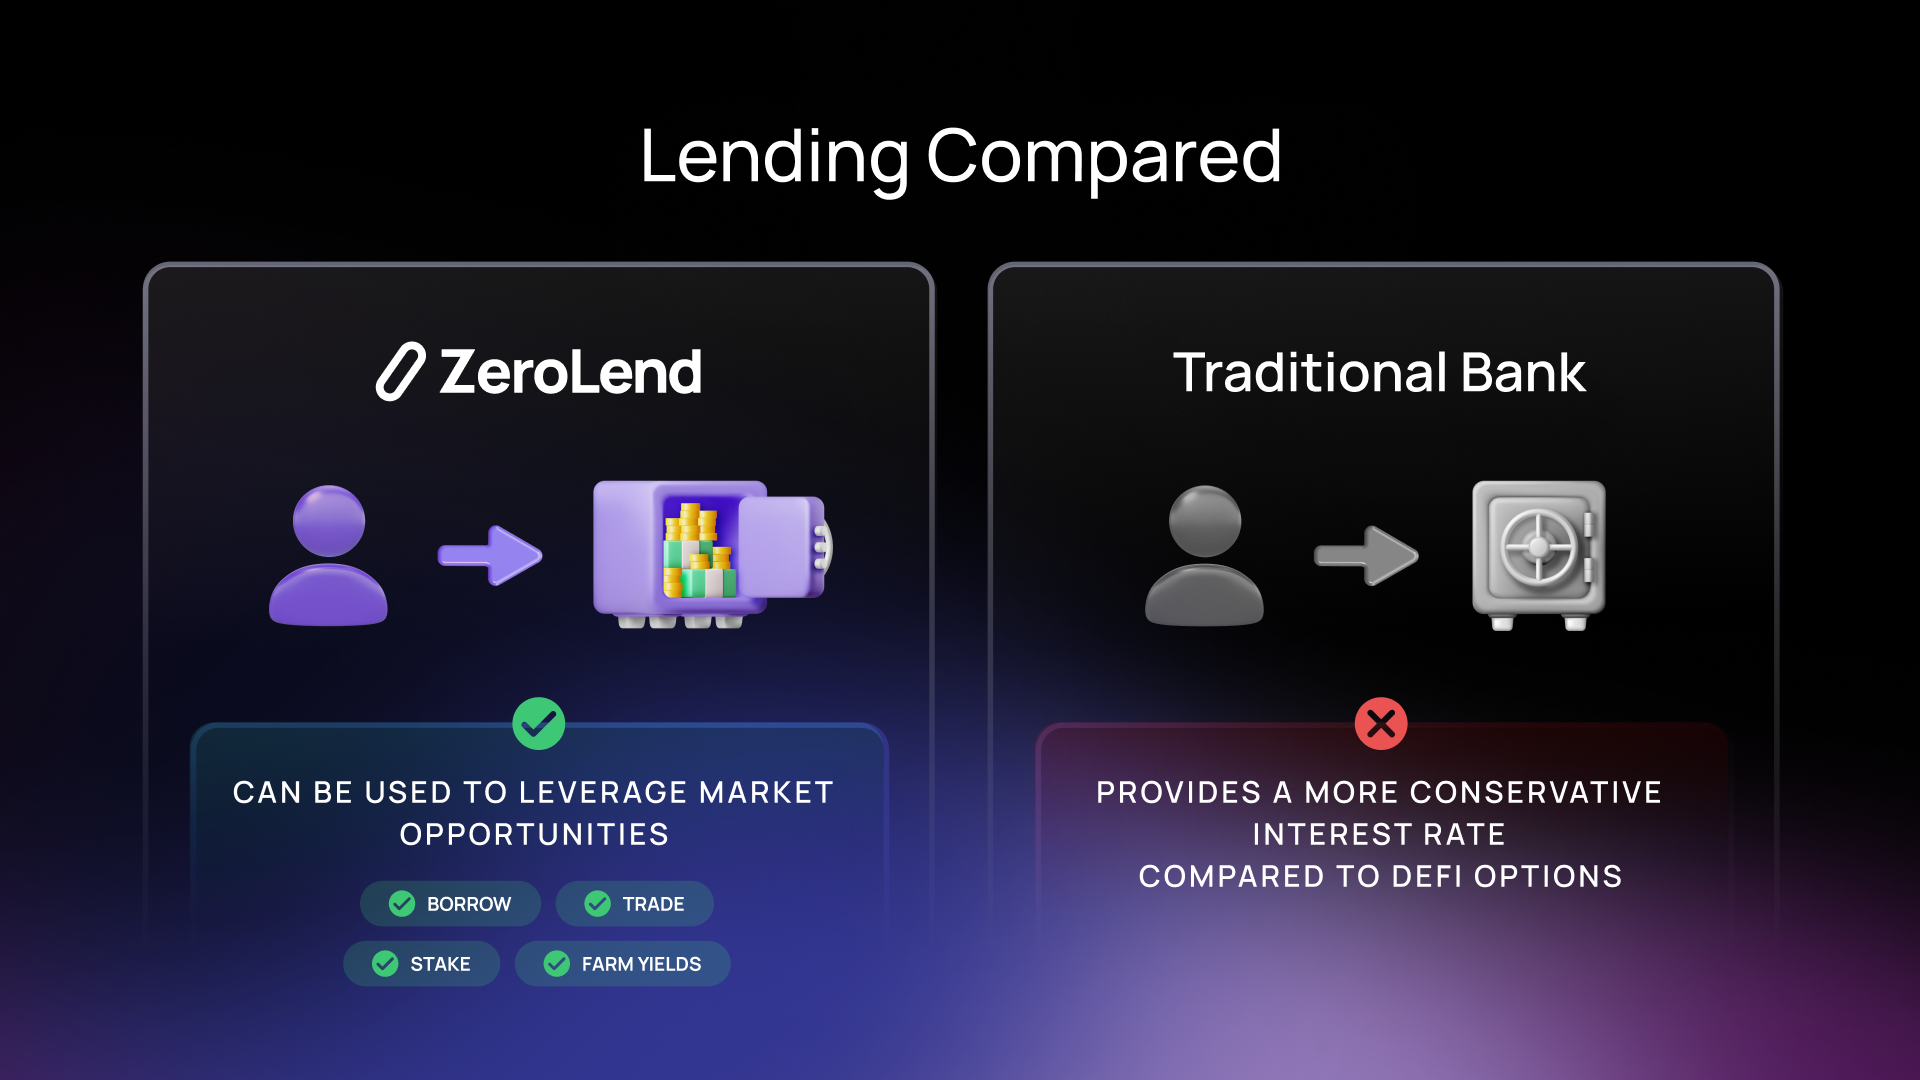 Lending Compared
ZeroLend
CAN BE USED TO LEVERAGE MARKET
OPPORTUNITIES
BORROW
TRADE
STAKE
FARM YIELDS
Traditional Bank
PROVIDES A MORE CONSERVATIVE
INTEREST RATE
COMPARED TO DEFI OPTIONS